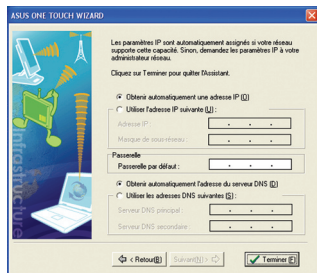 ASUS ONE TOUCH WIZARD
Les paramètres IP sont automatiquement assignés si votre réseau
supporte cette capacité. Sinon, demandez les paramètres IP à votre
administrateur réseau.
Cliquez sur Terminer pour quitter l'Assistant.
Obtenir automatiquement une adresse IP (O)
Utiliser l'adresse IP suivante (U) :
Adresse IP :
Masque de sous-réseau :
Passerelle
Passerelle par défaut :
Obtenir automatiquement l'adresse du serveur DNS (D)
Utiliser les adresses DNS suivantes (S) :
Serveur DNS principal :
Serveur DNS secondaire :
Infrastructure
< Retour(B)
Suivant(N) >
Terminer (F)